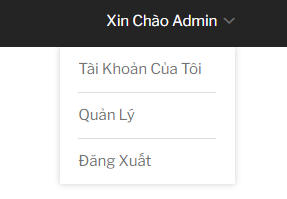 Xin Chào Admin
Tài Khoản Của Tôi
Quản Lý
Đăng Xuất